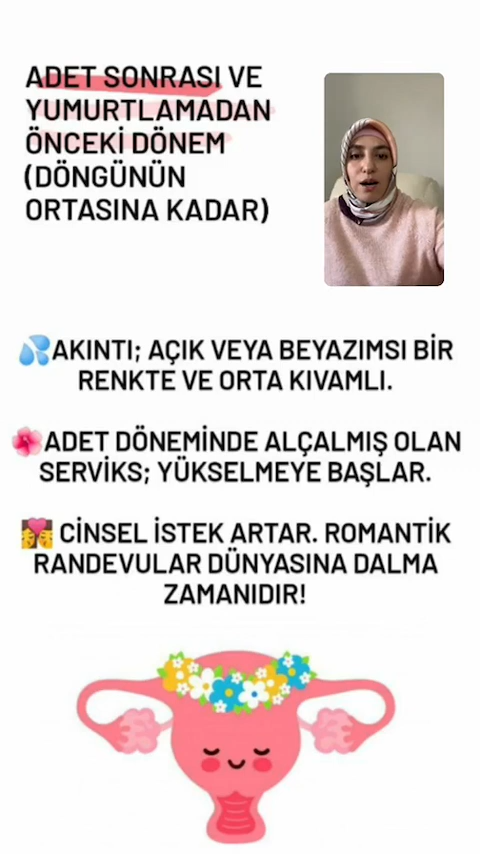 ADET SONRASI VE
YUMURTLAMADAN
ÖNCEKİ DÖNEM
(DÖNGÜNÜN
ORTASINA KADAR)
💦AKINTI; AÇIK VEYA BEYAZIMSI BİR
RENKTE VE ORTA KIVAMLI.
🌺ADET DÖNEMİNDE ALÇALMIŞ OLAN
SERVİKS; YÜKSELMEYE BAŞLAR.
👩‍❤️‍💋‍👨 CİNSEL İSTEK ARTAR. ROMANTİK
RANDEVULAR DÜNYASINA DALMA
ZAMANIDIR!